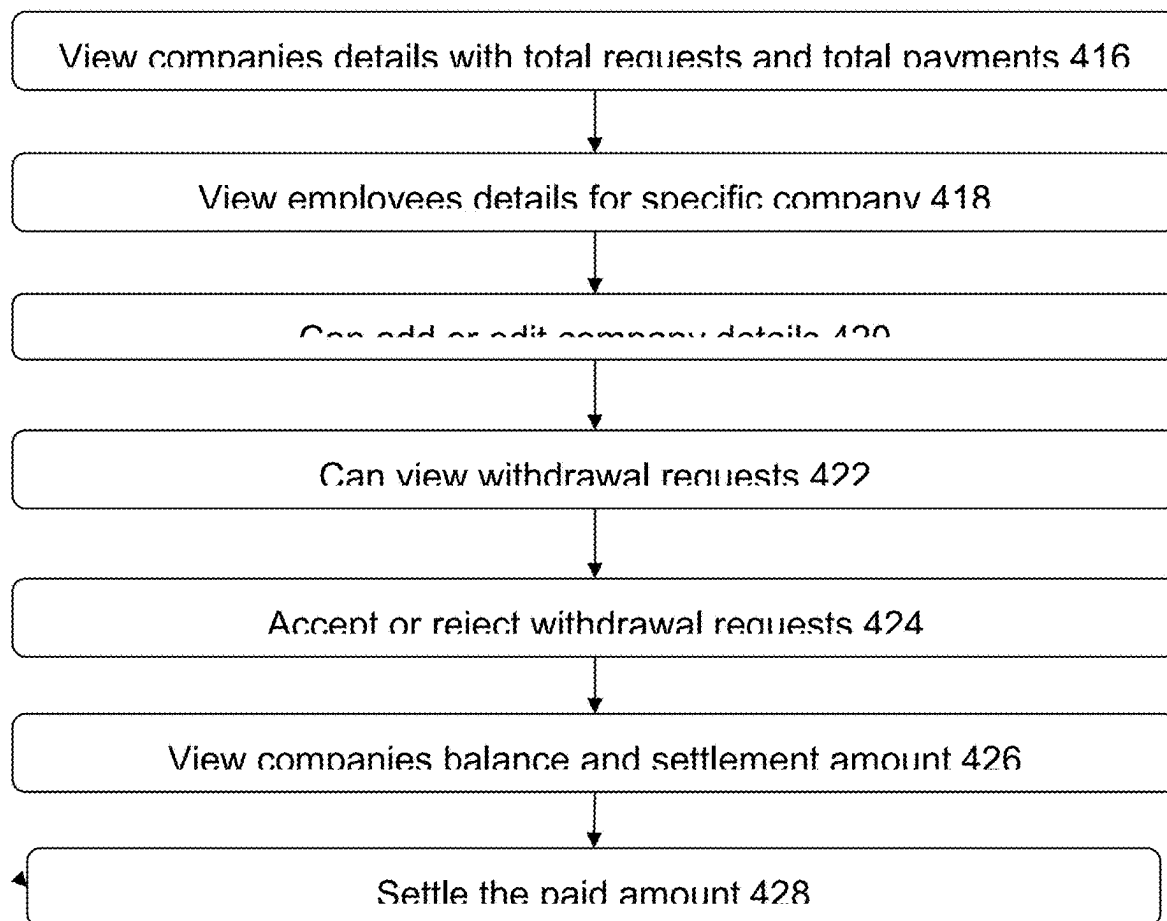 View companies details with total requests and total payments 416
View employees details for specific company 418
Can add or edit company details 420
Can view withdrawal requests 422
Accept or reject withdrawal requests 424
View companies balance and settlement amount 426
Settle the paid amount 428